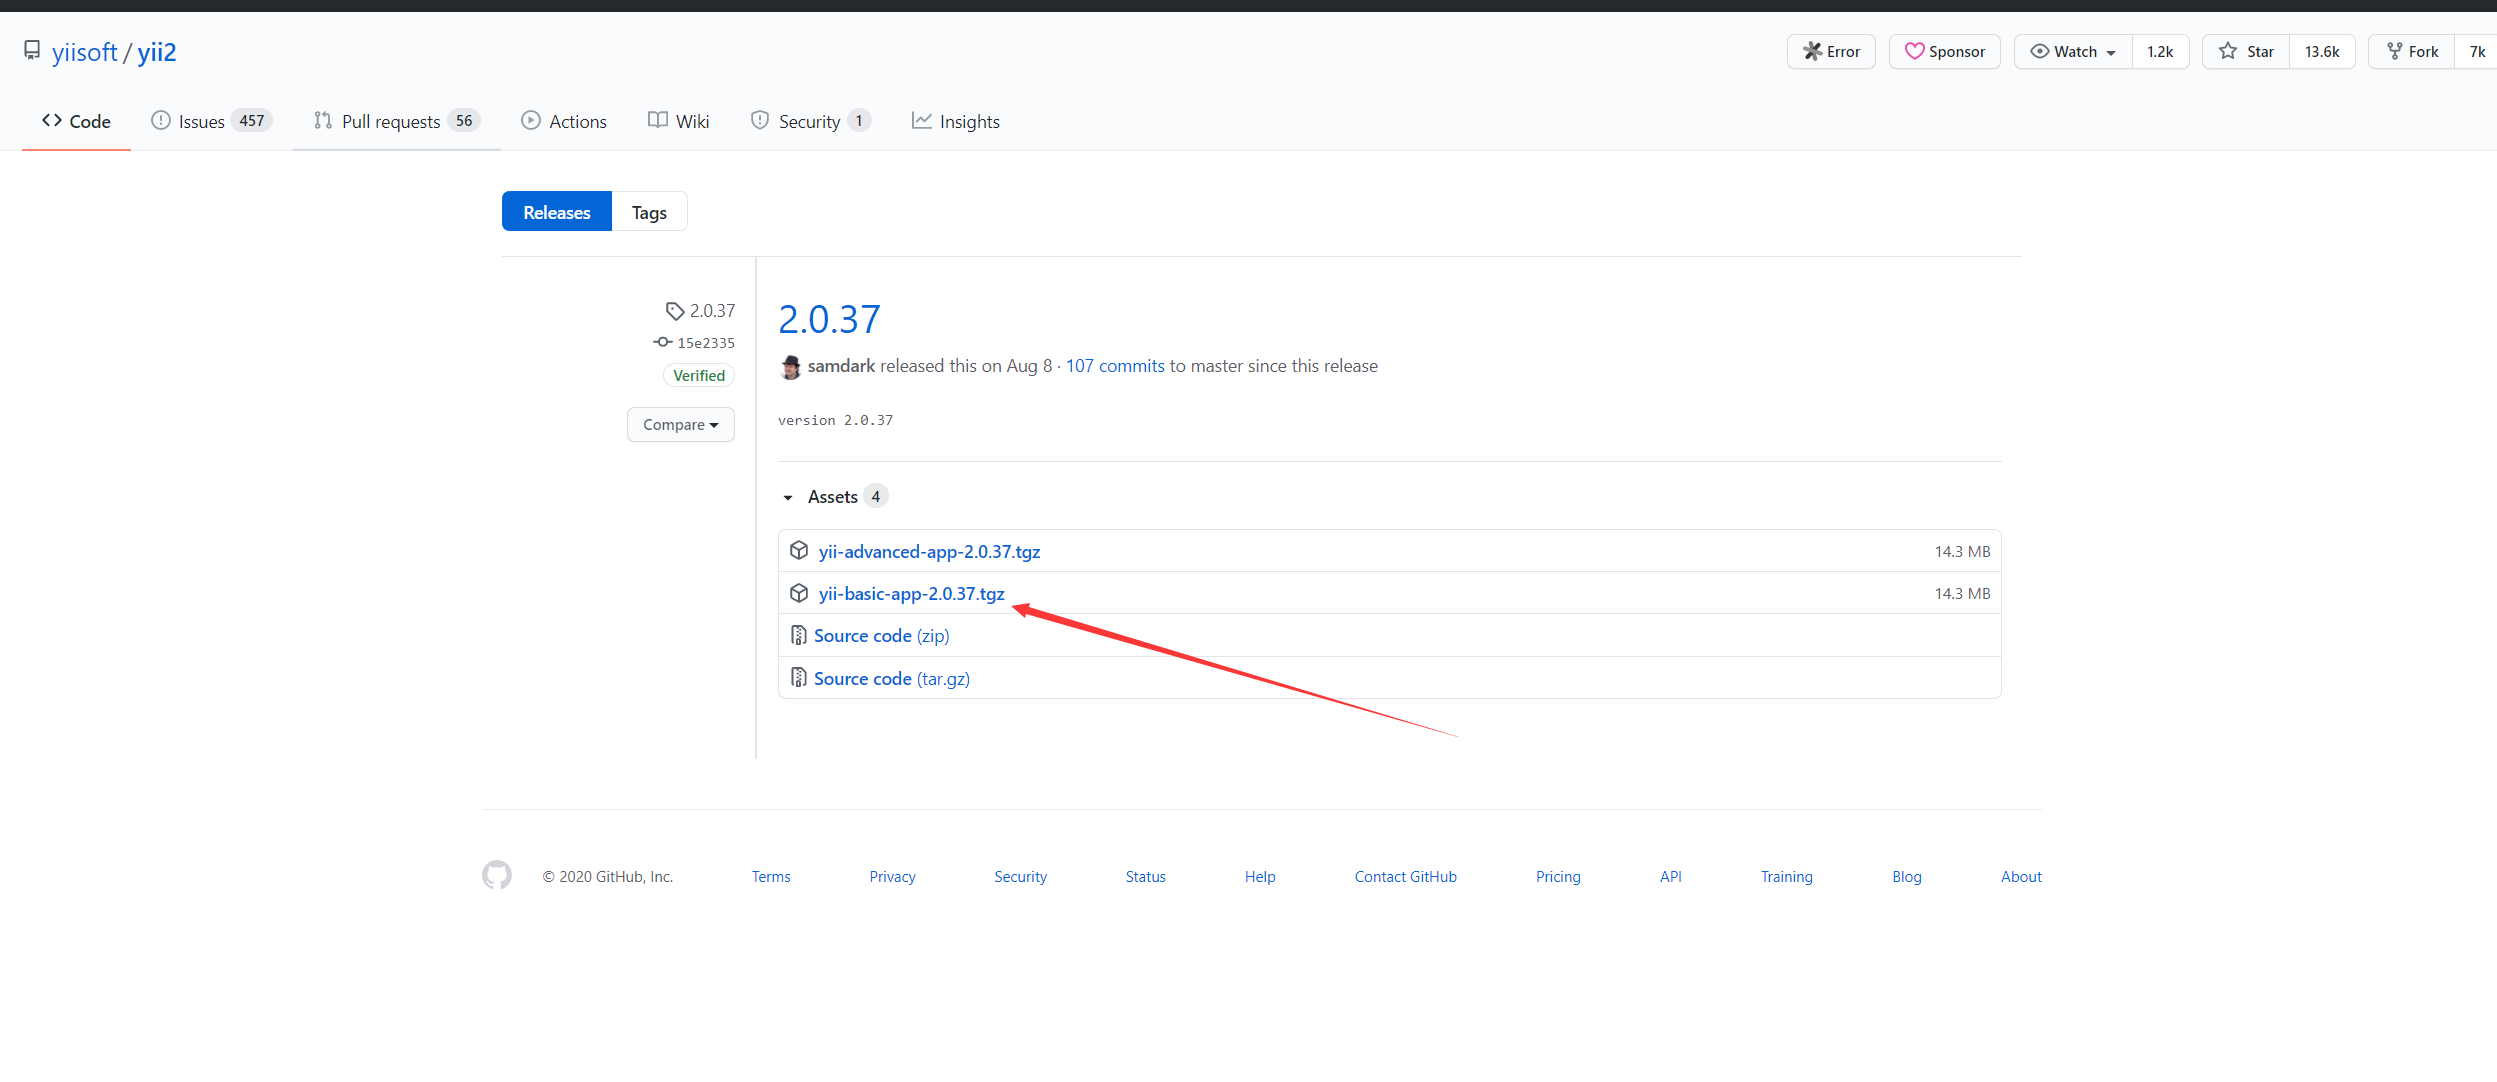 yiisoft / yii2
Error
Sponsor
Watch 1.2k
Star 13.6k
Fork 7k
Code
Issues 457
Pull requests 56
Actions
Wiki
Security 1
Insights
Releases Tags
2.0.37
15e2335
Verified
Compare
2.0.37
samdark released this on Aug 8 · 107 commits to master since this release
version 2.0.37
Assets 4
yii-advanced-app-2.0.37.tgz 14.3 MB
yii-basic-app-2.0.37.tgz 14.3 MB
Source code (zip)
Source code (tar.gz)
© 2020 GitHub, Inc. Terms Privacy Security Status Help Contact GitHub Pricing API Training Blog About